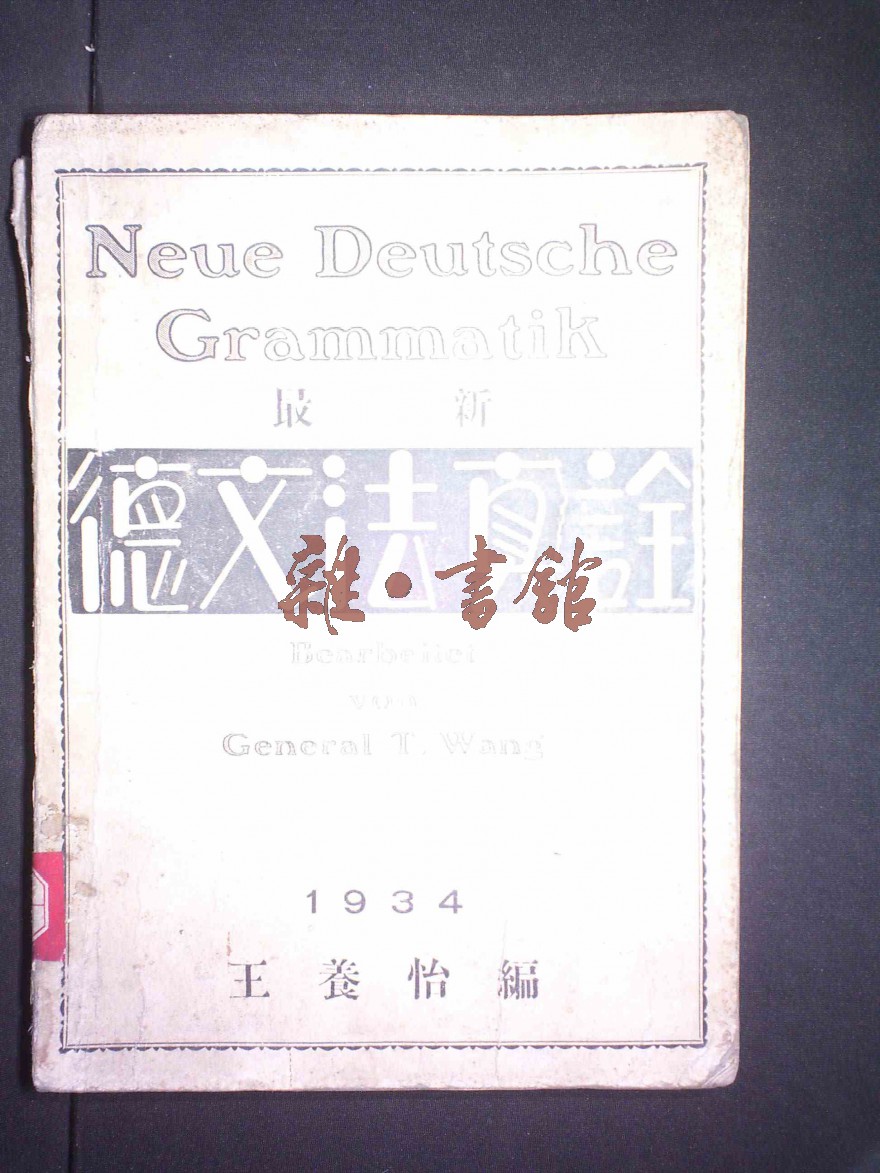 Neue Deutsche
Grammatik
最新
德文法真詮
雜·書館
Bearbeitet
von
General T. Wang
1934
王養怡編